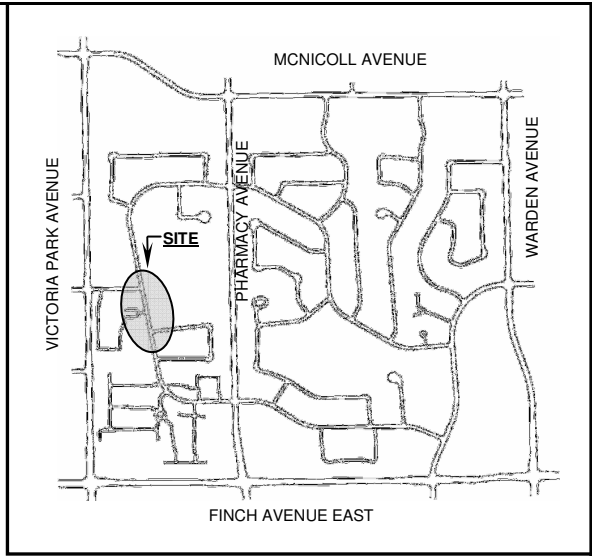 MCNICOLL AVENUE
VICTORIA PARK AVENUE
PHARMACY AVENUE
WARDEN AVENUE
SITE
FINCH AVENUE EAST